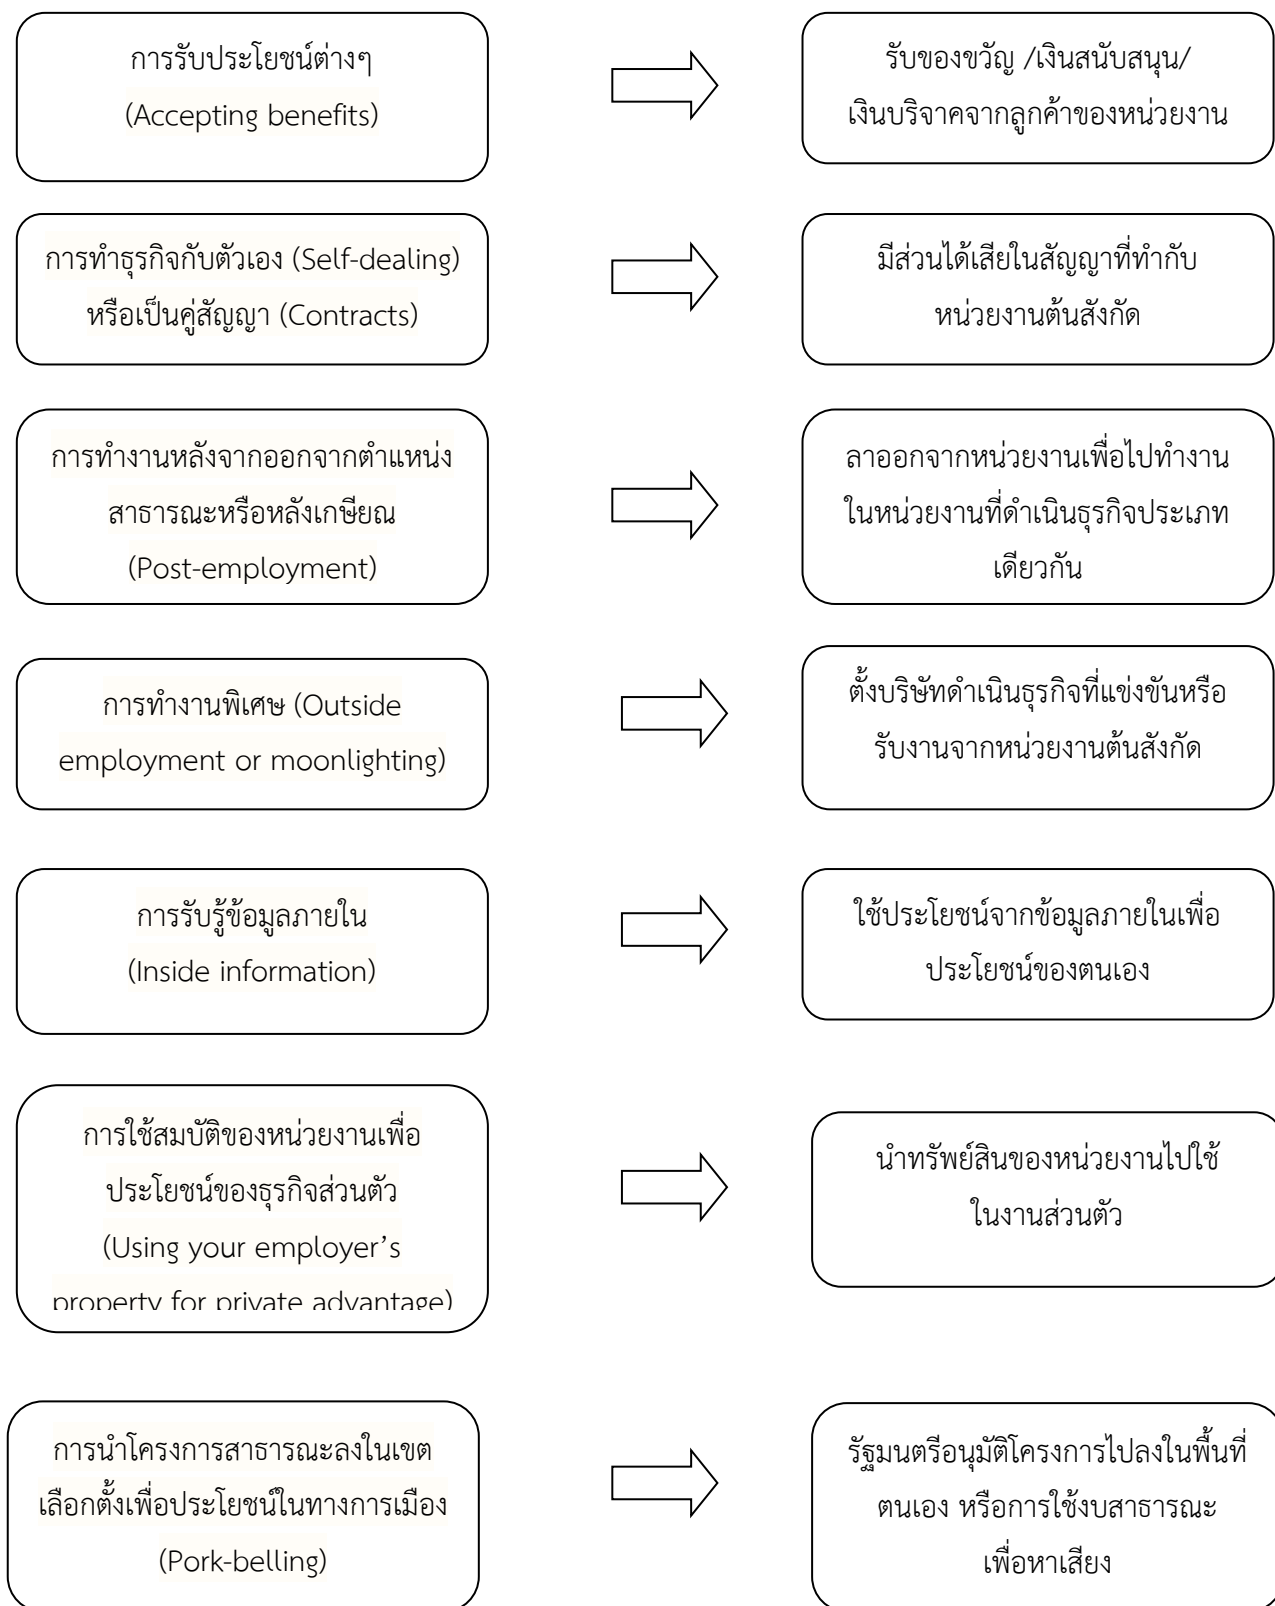 การรับประโยชน์ต่างๆ
(Accepting benefits)
รับของขวัญ /เงินสนับสนุน/
เงินบริจาคจากลูกค้าของหน่วยงาน
การทำธุรกิจกับตัวเอง (Self-dealing)
หรือเป็นคู่สัญญา (Contracts)
มีส่วนได้เสียในสัญญาที่ทำกับ
หน่วยงานต้นสังกัด
การทำงานหลังจากออกจากตำแหน่ง
สาธารณะหรือหลังเกษียณ
(Post-employment)
ลาออกจากหน่วยงานเพื่อไปทำงาน
ในหน่วยงานที่ดำเนินธุรกิจประเภท
เดียวกัน
การทำงานพิเศษ (Outside
employment or moonlighting)
ตั้งบริษัทดำเนินธุรกิจที่แข่งขันหรือ
รับงานจากหน่วยงานต้นสังกัด
การรับรู้ข้อมูลภายใน
(Inside information)
ใช้ประโยชน์จากข้อมูลภายในเพื่อ
ประโยชน์ของตนเอง
การใช้สมบัติของหน่วยงานเพื่อ
ประโยชน์ของธุรกิจส่วนตัว
(Using your employer’s
property for private advantage)
นำทรัพย์สินของหน่วยงานไปใช้
ในงานส่วนตัว
การนำโครงการสาธารณะลงในเขต
เลือกตั้งเพื่อประโยชน์ในทางการเมือง
(Pork-belling)
รัฐมนตรีอนุมัติโครงการไปลงในพื้นที่
ตนเอง หรือการใช้งบสาธารณะ
เพื่อหาเสียง